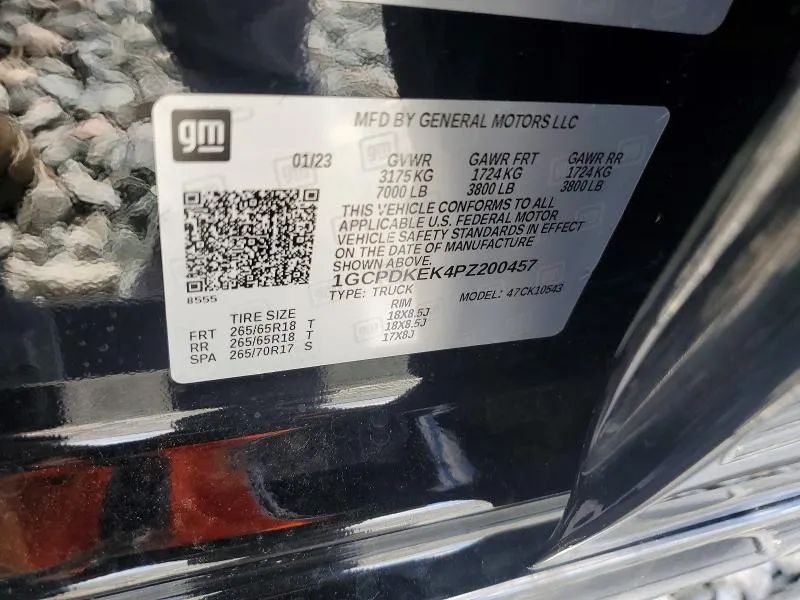 gm
MFD BY GENERAL MOTORS LLC
01/23 GVWR GAWR FRT GAWR RR
3175 KG 1724 KG 1724 KG
7000 LB 3800 LB 3800 LB
THIS VEHICLE CONFORMS TO ALL
APPLICABLE U.S. FEDERAL MOTOR
VEHICLE SAFETY STANDARDS IN EFFECT
ON THE DATE OF MANUFACTURE
SHOWN ABOVE.
1GCPDKEK4PZ200457
8555
TYPE: TRUCK MODEL: 47CK10543
TIRE SIZE RIM
FRT 265/65R18 T 18X8.5J
RR 265/65R18 T 18X8.5J
SPA 265/70R17 S 17X8J